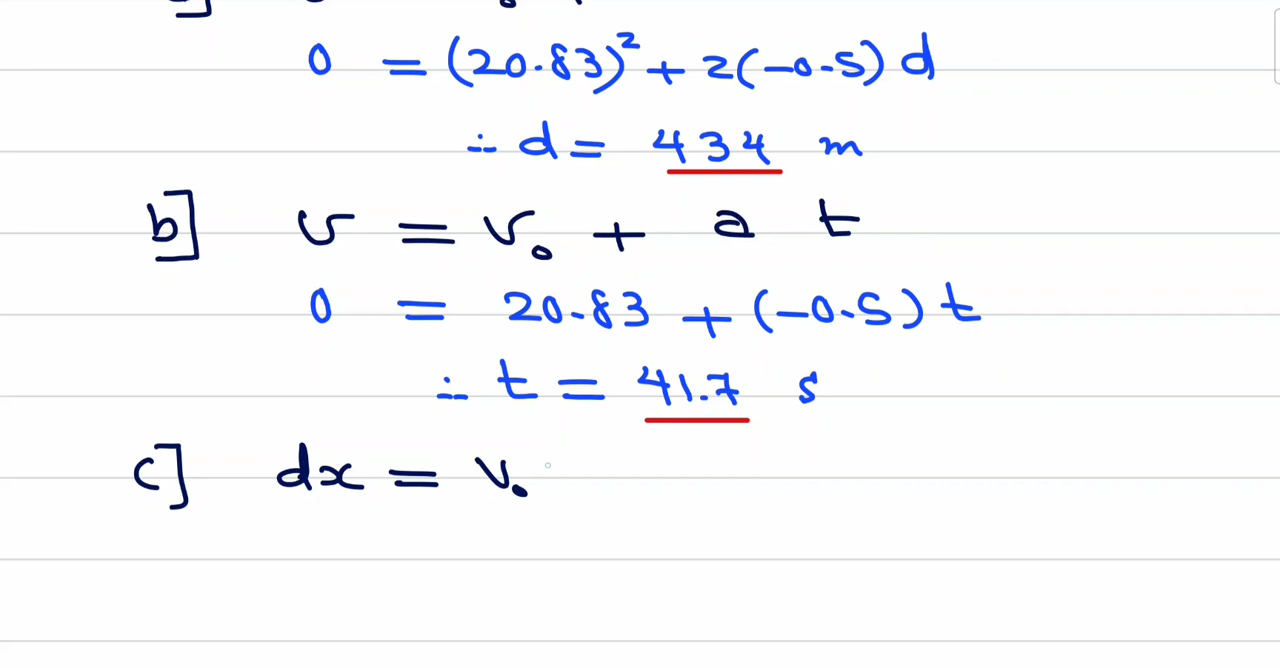 0 = (20.83)² + 2(-0.5) d
∴ d = 434 m
b] v = v₀ + a t
0 = 20.83 + (-0.5) t
∴ t = 41.7 s
c] dx = v₀